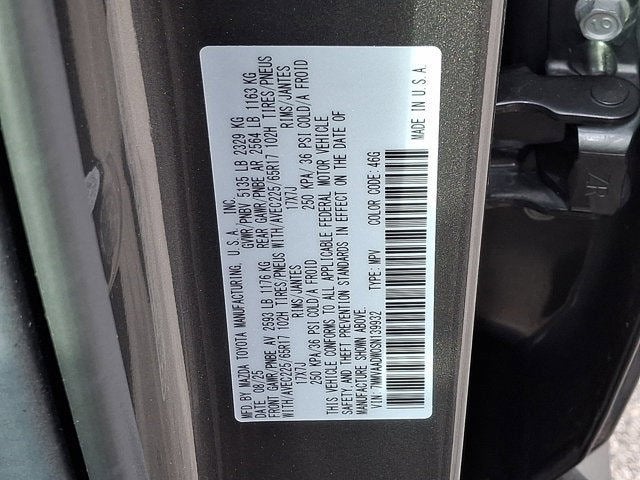 MFD.BY MAZDA TOYOTA MANUFACTURING, U.S.A., INC.
DATE 08/25 GVWR/PNBV 5135 LB 2329 KG
FRONT GAWR/PNBE AV 2593 LB 1176 KG REAR GAWR/PNBE AR 2564 LB 1163 KG
WITH/AVEC225/65R17 102H TIRES/PNEUS WITH/AVEC225/65R17 102H TIRES/PNEUS
17X7J RIMS/JANTES 17X7J RIMS/JANTES
250 KPA/36 PSI COLD/A FROID 250 KPA/ 36 PSI COLD/A FROID
THIS VEHICLE CONFORMS TO ALL APPLICABLE FEDERAL MOTOR VEHICLE
SAFETY, AND THEFT PREVENTION STANDARDS IN EFFECT ON THE DATE OF
MANUFACTURE SHOWN ABOVE.
VIN: TYPE: MPV COLOR CODE: 46G
MADE IN U.S.A.
9